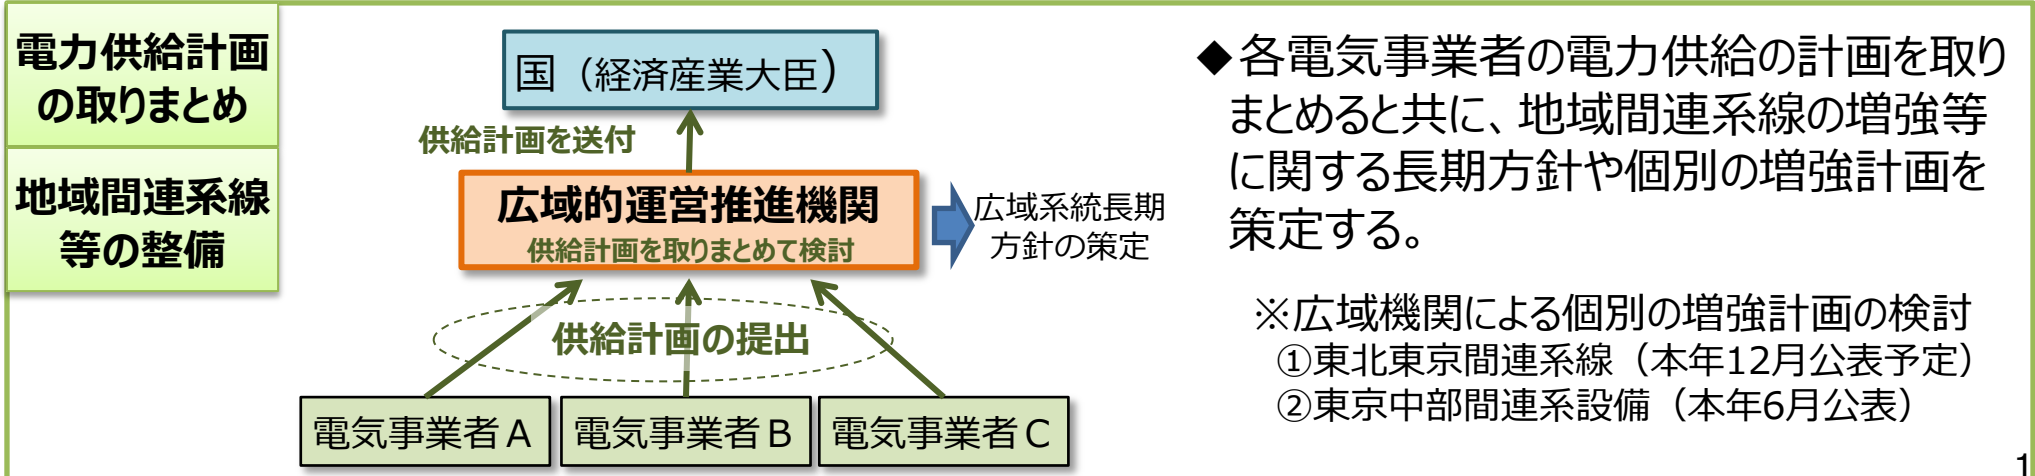 電力供給計画
の取りまとめ
地域間連系線
等の整備
国（経済産業大臣）
供給計画を送付
広域的運営推進機関
供給計画を取りまとめて検討
広域系統長期
方針の策定
供給計画の提出
電気事業者A
電気事業者B
電気事業者C
◆各電気事業者の電力供給の計画を取り
まとめると共に、地域間連系線の増強等
に関する長期方針や個別の増強計画を
策定する。
※広域機関による個別の増強計画の検討
①東北東京間連系線（本年12月公表予定）
②東京中部間連系設備（本年6月公表）
1